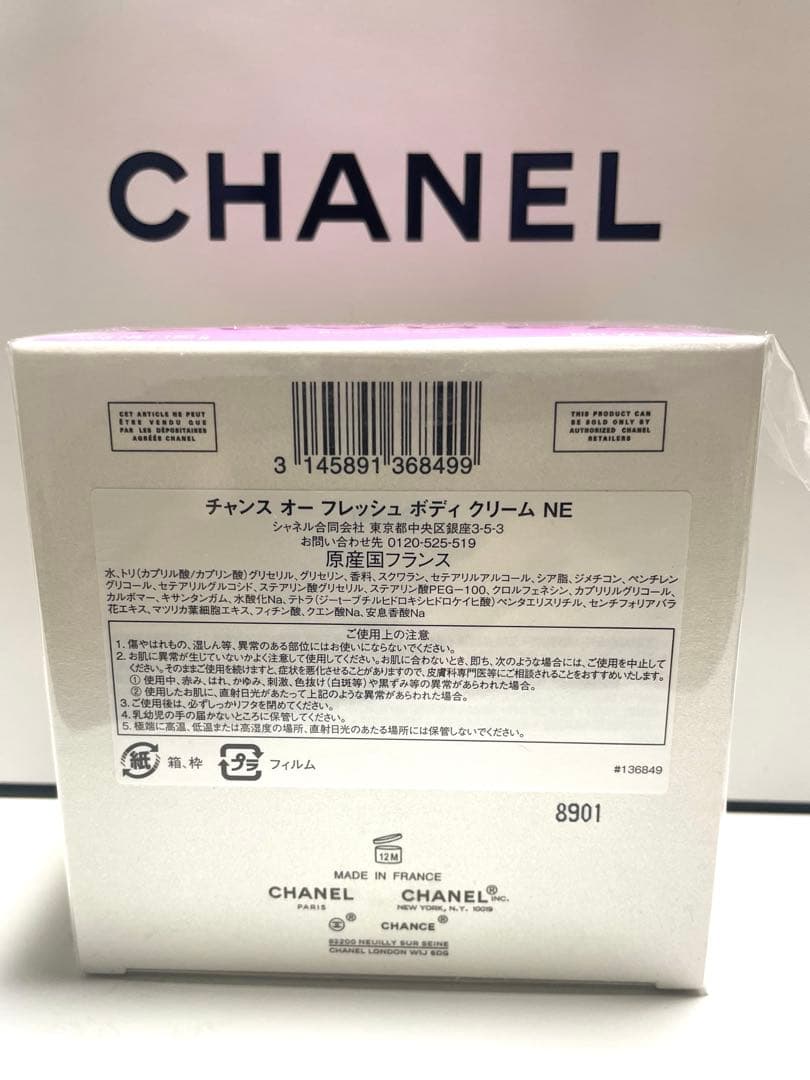 CHANEL
CET ARTICLE NE PEUT
ÊTRE VENDU QUE
PAR LES DÉPOSITAIRES
AGRÉÉS CHANEL
THIS PRODUCT CAN
BE SOLD ONLY BY
AUTHORIZED CHANEL
RETAILERS
3 145891 368499
チャンス オー フレッシュ ボディ クリーム NE
シャネル合同会社 東京都中央区銀座3-5-3
お問い合わせ先 0120-525-519
原産国フランス
水、トリ(カプリル酸/カプリン酸)グリセリル、グリセリン、香料、スクワラン、セテアリルアルコール、シア脂、ジメチコン、ペンチレン
グリコール、セテアリルグルコシド、ステアリン酸グリセリル、ステアリン酸PEG-100、クロルフェネシン、カプリリルグリコール、
カルボマー、キサンタンガム、水酸化Na、テトラ(ジーtーブチルヒドロキシヒドロケイヒ酸)ペンタエリスリチル、センチフォリアバラ
花エキス、マツリカ葉細胞エキス、フィチン酸、クエン酸Na、安息香酸Na
ご使用上の注意
1. 傷やはれもの、湿しん等、異常のある部位にはお使いにならないでください。
2. お肌に異常が生じていないかよく注意して使用してください。お肌に合わないとき、即ち、次のような場合には、ご使用を中止して
ください。そのままご使用を続けますと、症状を悪化させることがありますので、皮膚科専門医等にご相談されることをおすすめいたします。
① 使用中、赤み、はれ、かゆみ、刺激、色抜け(白斑等)や黒ずみ等の異常があらわれた場合。
② 使用したお肌に、直射日光があたって上記のような異常があらわれた場合。
3. ご使用後は、必ずしっかりフタを閉めてください。
4. 乳幼児の手の届かないところに保管してください。
5. 極端に高温、低温または高湿度の場所、直射日光のあたる場所には保管しないでください。
紙 箱、枠 プラ フィルム
#136849
8901
12M
MADE IN FRANCE
CHANEL CHANEL® INC.
PARIS NEW YORK, N.Y. 10019
® CHANCE®
92200 NEUILLY SUR SEINE
CHANEL LONDON W1J 6DG